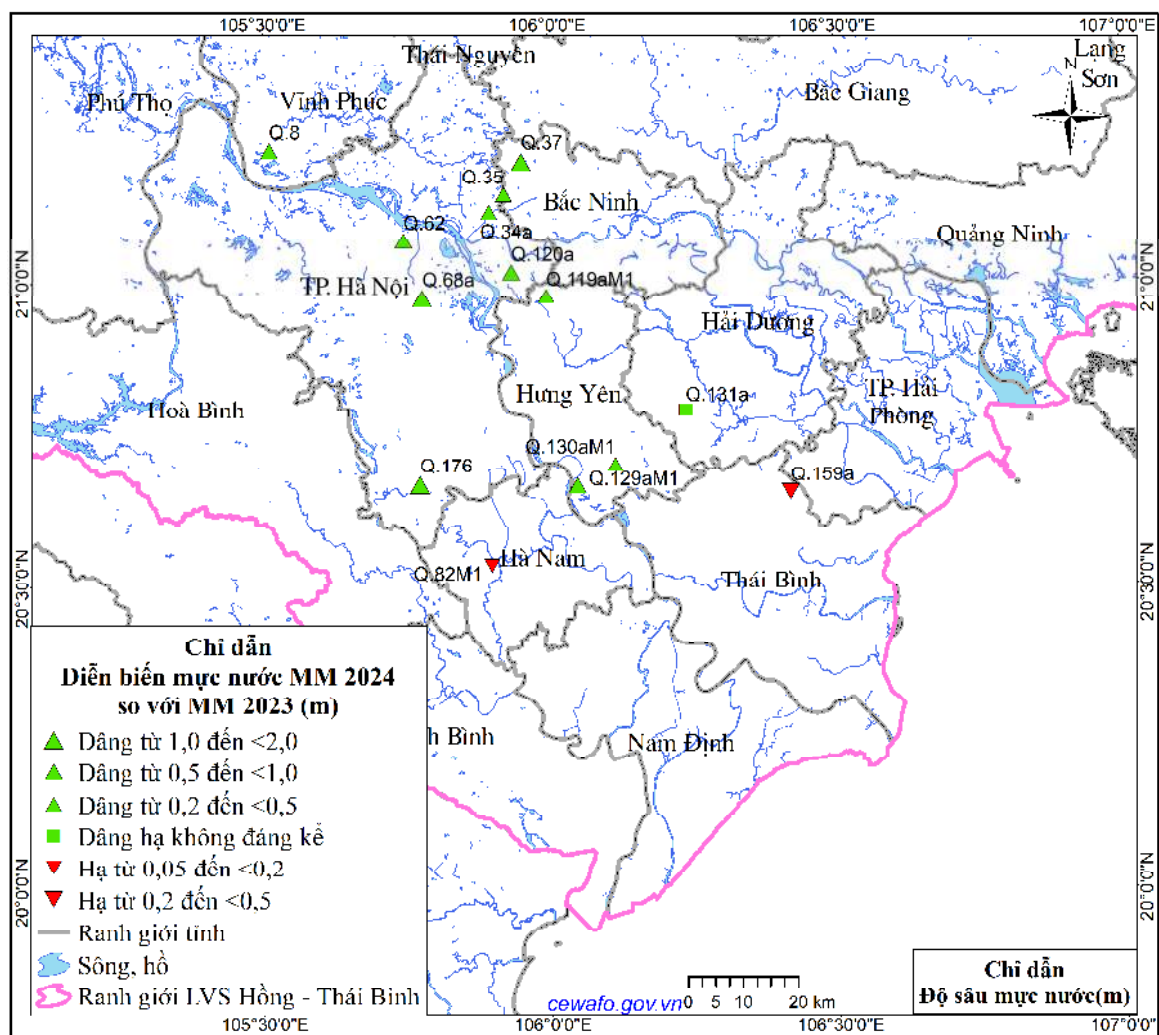 105°30'0"E
106°0'0"E
106°30'0"E
107°0'0"E
Thái Nguyên
Lạng
Sơn
N
Phú Thọ
Vĩnh Phúc
Bắc Giang
Q.8
Q.37
Q.35
Bắc Ninh
Q.62
Q.34a
Quảng Ninh
Q.120a
21°0'0"N
TP. Hà Nội
Q.68a
Q.119aM1
21°0'0"N
Hải Dương
Hoà Bình
Hưng Yên
Q.131a
TP. Hải
Phòng
Q.130aM1
Q.176
Q.129aM1
Q.159a
Hà Nam
Q.82M1
Thái Bình
20°30'0"N
20°30'0"N
Chỉ dẫn
Diễn biến mực nước MM 2024
so với MM 2023 (m)
Dâng từ 1,0 đến <2,0
h Bình
Nam Định
Dâng từ 0,5 đến <1,0
Dâng từ 0,2 đến <0,5
Dâng hạ không đáng kể
Hạ từ 0,05 đến <0,2
Hạ từ 0,2 đến <0,5
20°0'0"N
20°0'0"N
Ranh giới tỉnh
Sông, hồ
Ranh giới LVS Hồng - Thái Bình
cewafo.gov.vn
0 5 10 20 km
Chỉ dẫn
Độ sâu mực nước(m)
105°30'0"E
106°0'0"E
106°30'0"E
107°0'0"E